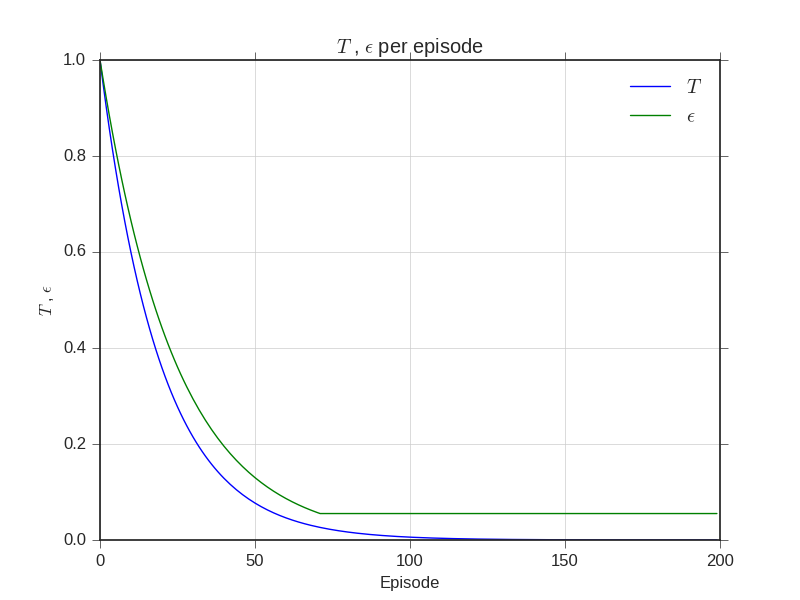 T , ϵ per episode
T
ϵ
1.0
0.8
0.6
0.4
0.2
0.0
T , ϵ
0 50 100 150 200
Episode